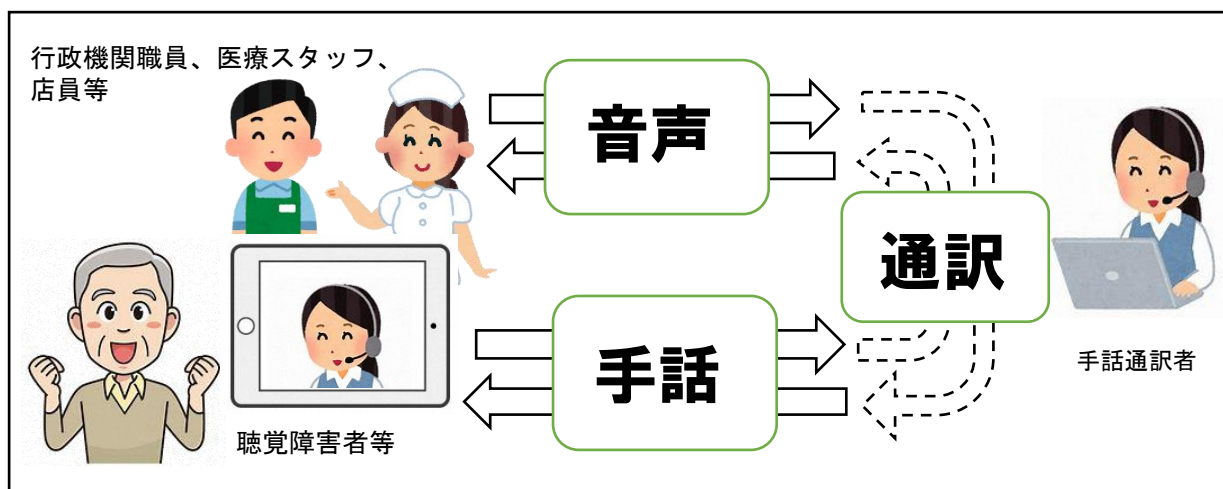 行政機関職員、医療スタッフ、
店員等
音声
通訳
手話
手話通訳者
聴覚障害者等